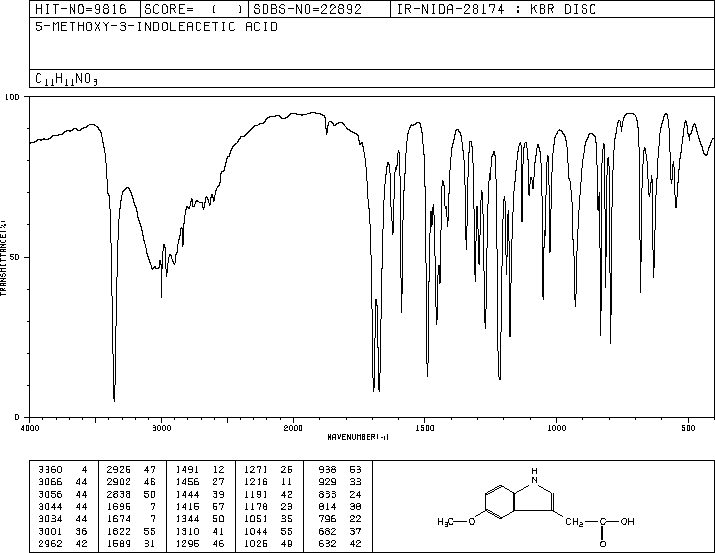 HIT-NO=9816 SCORE= ( ) SDBS-NO=22892 IR-NIDA-28174 : KBR DISC
5-METHOXY-3-INDOLEACETIC ACID
C11H11NO3
100
50
0
TRANSMITTANCE(%)
4000 3000 2000 1500 1000 500
WAVENUMBER(-1)
3360 4 2926 47 1491 12 1271 26 938 53
3066 44 2902 46 1456 27 1216 11 929 33
3056 44 2838 50 1444 39 1191 42 833 24
3044 44 1695 7 1415 57 1178 23 814 38
3034 44 1674 7 1344 50 1051 35 796 22
3001 36 1622 55 1310 41 1044 55 682 37
2962 42 1589 31 1295 46 1026 49 632 42
H
N
H3C O CH2 C OH
O